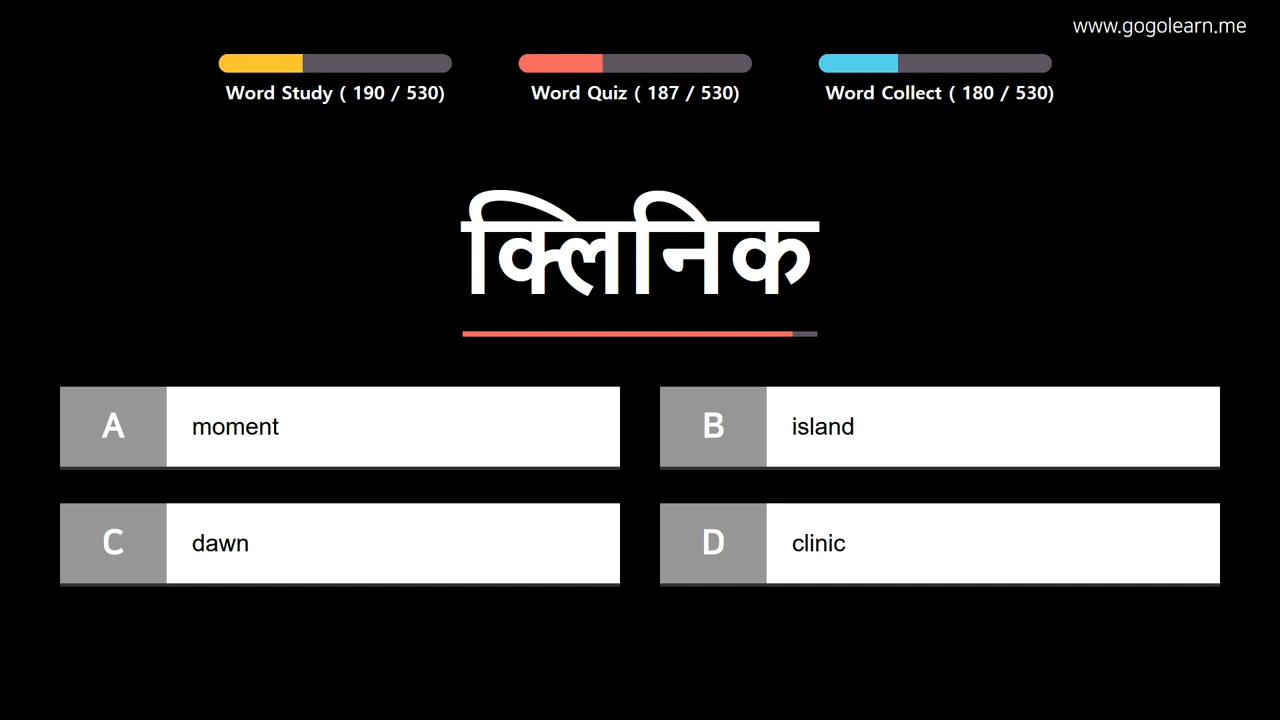 www.gogolearn.me
Word Study ( 190 / 530)
Word Quiz ( 187 / 530)
Word Collect ( 180 / 530)
क्लिनिक
A moment
B island
C dawn
D clinic